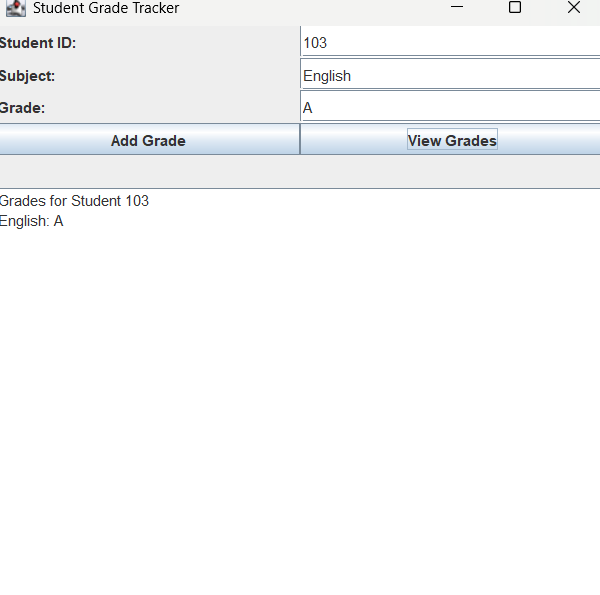 Student Grade Tracker
Student ID: 103
Subject: English
Grade: A
Add Grade View Grades
Grades for Student 103
English: A